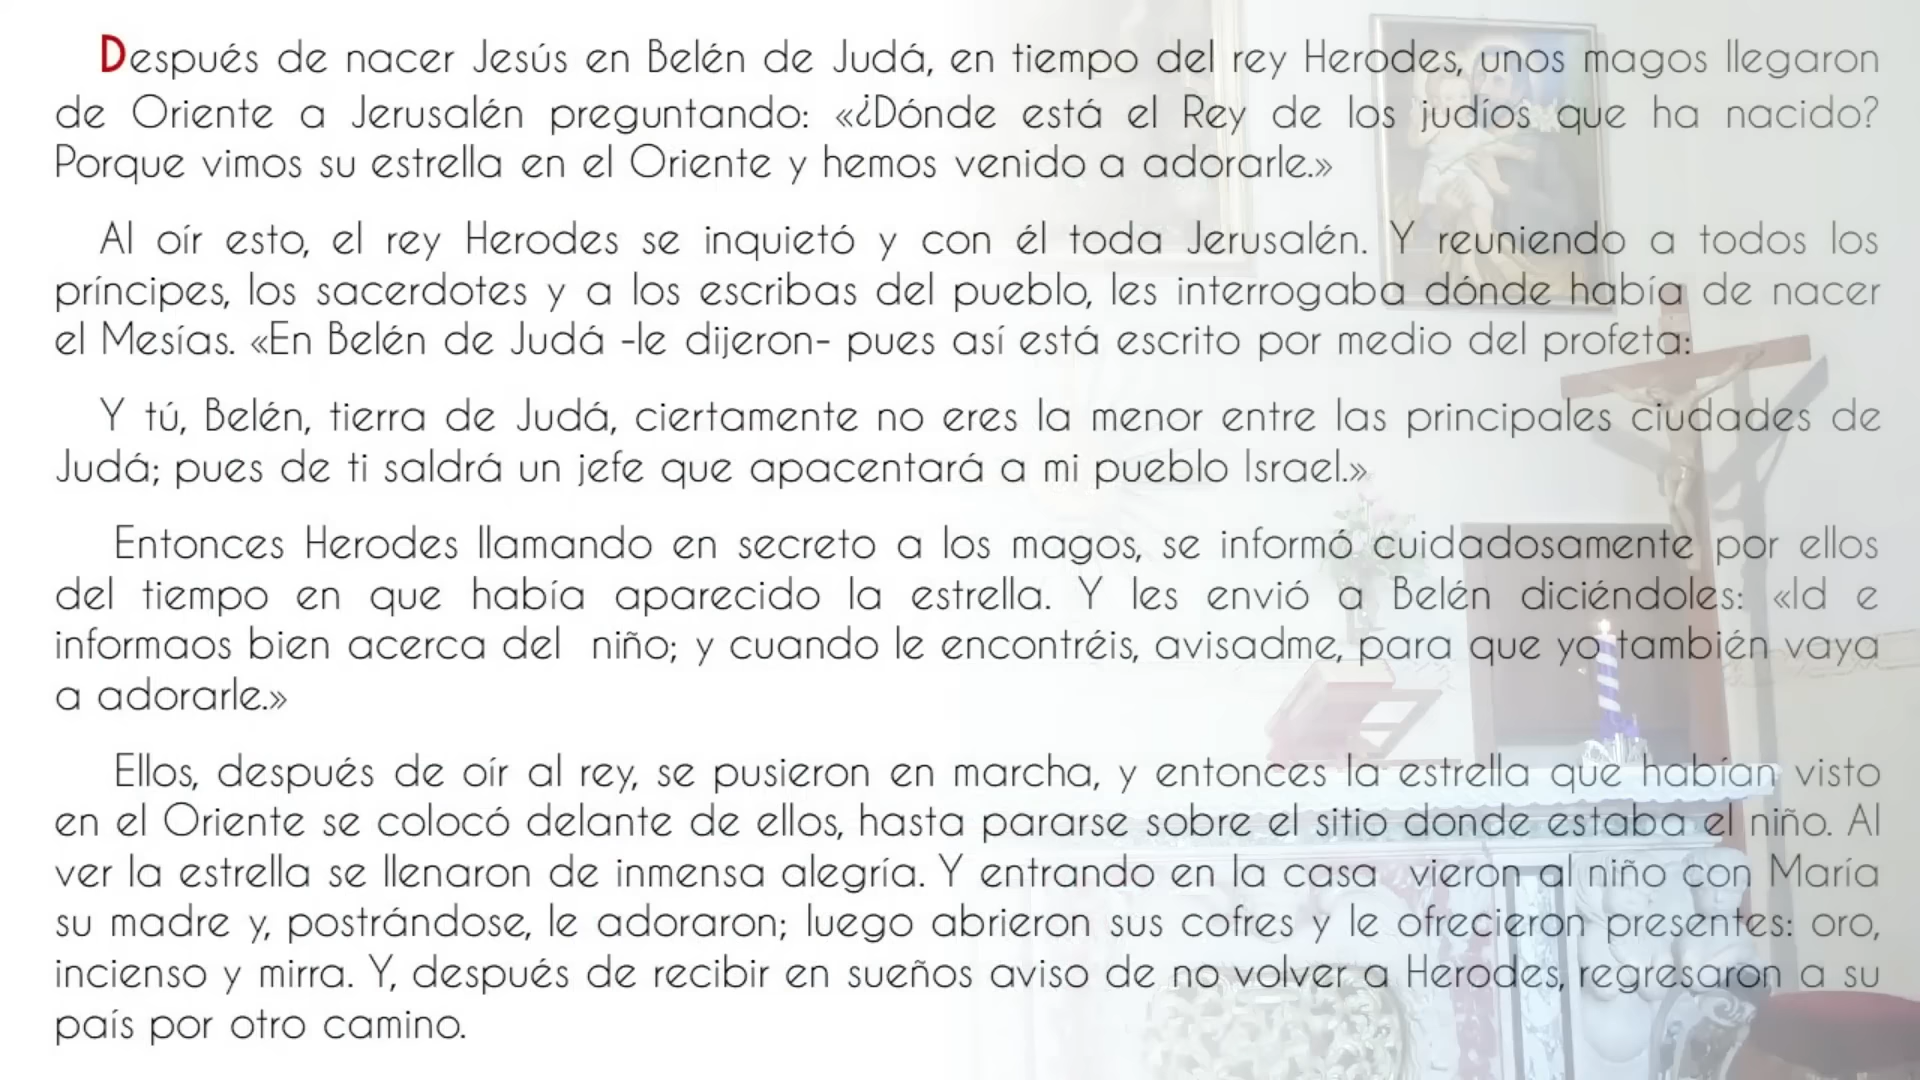 Después de nacer Jesús en Belén de Judá, en tiempo del rey Herodes, unos magos llegaron
de Oriente a Jerusalén preguntando: «¿Dónde está el Rey de los judíos que ha nacido?
Porque vimos su estrella en el Oriente y hemos venido a adorarle.»
Al oír esto, el rey Herodes se inquietó y con él toda Jerusalén. Y reuniendo a todos los
príncipes, los sacerdotes y a los escribas del pueblo, les interrogaba dónde había de nacer
el Mesías. «En Belén de Judá -le dijeron- pues así está escrito por medio del profeta:
Y tú, Belén, tierra de Judá, ciertamente no eres la menor entre las principales ciudades de
Judá; pues de ti saldrá un jefe que apacentará a mi pueblo Israel.»
Entonces Herodes llamando en secreto a los magos, se informó cuidadosamente por ellos
del tiempo en que había aparecido la estrella. Y les envió a Belén diciéndoles: «Id e
informaos bien acerca del niño; y cuando le encontréis, avisadme, para que yo también vaya
a adorarle.»
Ellos, después de oír al rey, se pusieron en marcha, y entonces la estrella que habían visto
en el Oriente se colocó delante de ellos, hasta pararse sobre el sitio donde estaba el niño. Al
ver la estrella se llenaron de inmensa alegría. Y entrando en la casa vieron al niño con María
su madre y, postrándose, le adoraron; luego abrieron sus cofres y le ofrecieron presentes: oro,
incienso y mirra. Y, después de recibir en sueños aviso de no volver a Herodes, regresaron a su
país por otro camino.